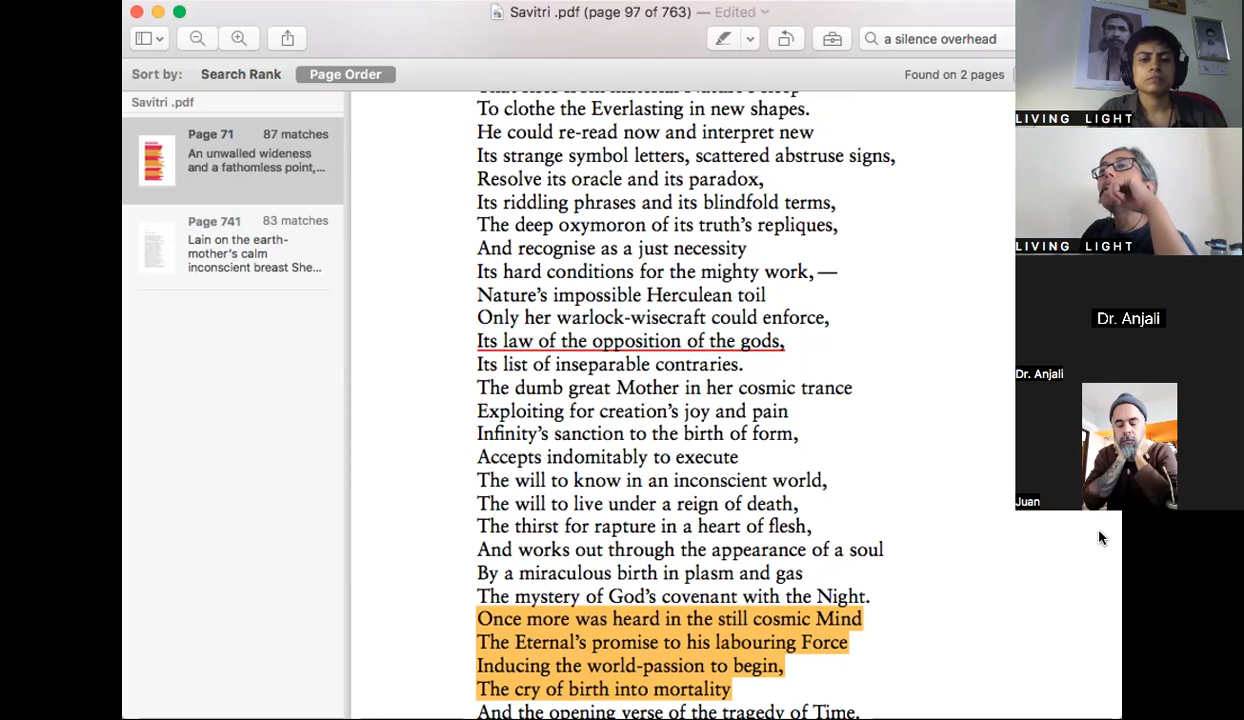 Savitri .pdf (page 97 of 763) — Edited
a silence overhead
Sort by: Search Rank Page Order Found on 2 pages
Savitri .pdf
Page 71 87 matches
An unwalled wideness
and a fathomless point,...
Page 741 83 matches
Lain on the earth-
mother's calm
inconscient breast She...
To clothe the Everlasting in new shapes.
He could re-read now and interpret new
Its strange symbol letters, scattered abstruse signs,
Resolve its oracle and its paradox,
Its riddling phrases and its blindfold terms,
The deep oxymoron of its truth's repliques,
And recognise as a just necessity
Its hard conditions for the mighty work, —
Nature's impossible Herculean toil
Only her warlock-wisecraft could enforce,
Its law of the opposition of the gods,
Its list of inseparable contraries.
The dumb great Mother in her cosmic trance
Exploiting for creation's joy and pain
Infinity's sanction to the birth of form,
Accepts indomitably to execute
The will to know in an inconscient world,
The will to live under a reign of death,
The thirst for rapture in a heart of flesh,
And works out through the appearance of a soul
By a miraculous birth in plasm and gas
The mystery of God's covenant with the Night.
Once more was heard in the still cosmic Mind
The Eternal's promise to his labouring Force
Inducing the world-passion to begin,
The cry of birth into mortality
And the opening verse of the tragedy of Time.
LIVING LIGHT
LIVING LIGHT
Dr. Anjali
Dr. Anjali
Juan